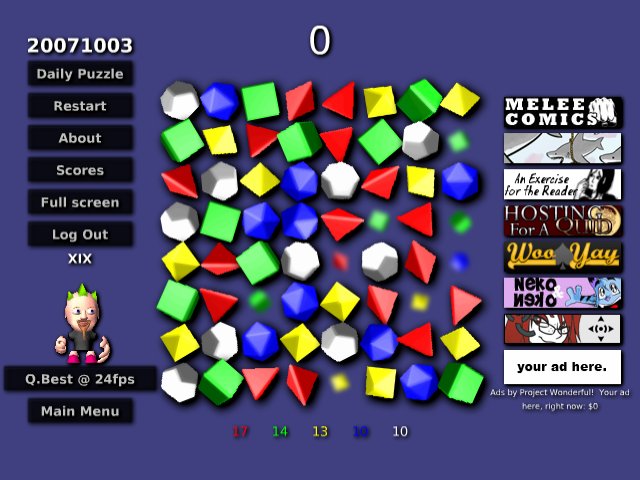 20071003
0
Daily Puzzle
Restart
About
Scores
Full screen
Log Out
XIX
Q.Best @ 24fps
Main Menu
MELEE
COMICS
An Exercise
for the Reader
HOSTING
FOR A QUID
Woo Yay
NEKO
NEKO
your ad here.
Ads by Project Wonderful! Your ad
here, right now: $0
17 14 13 10 10